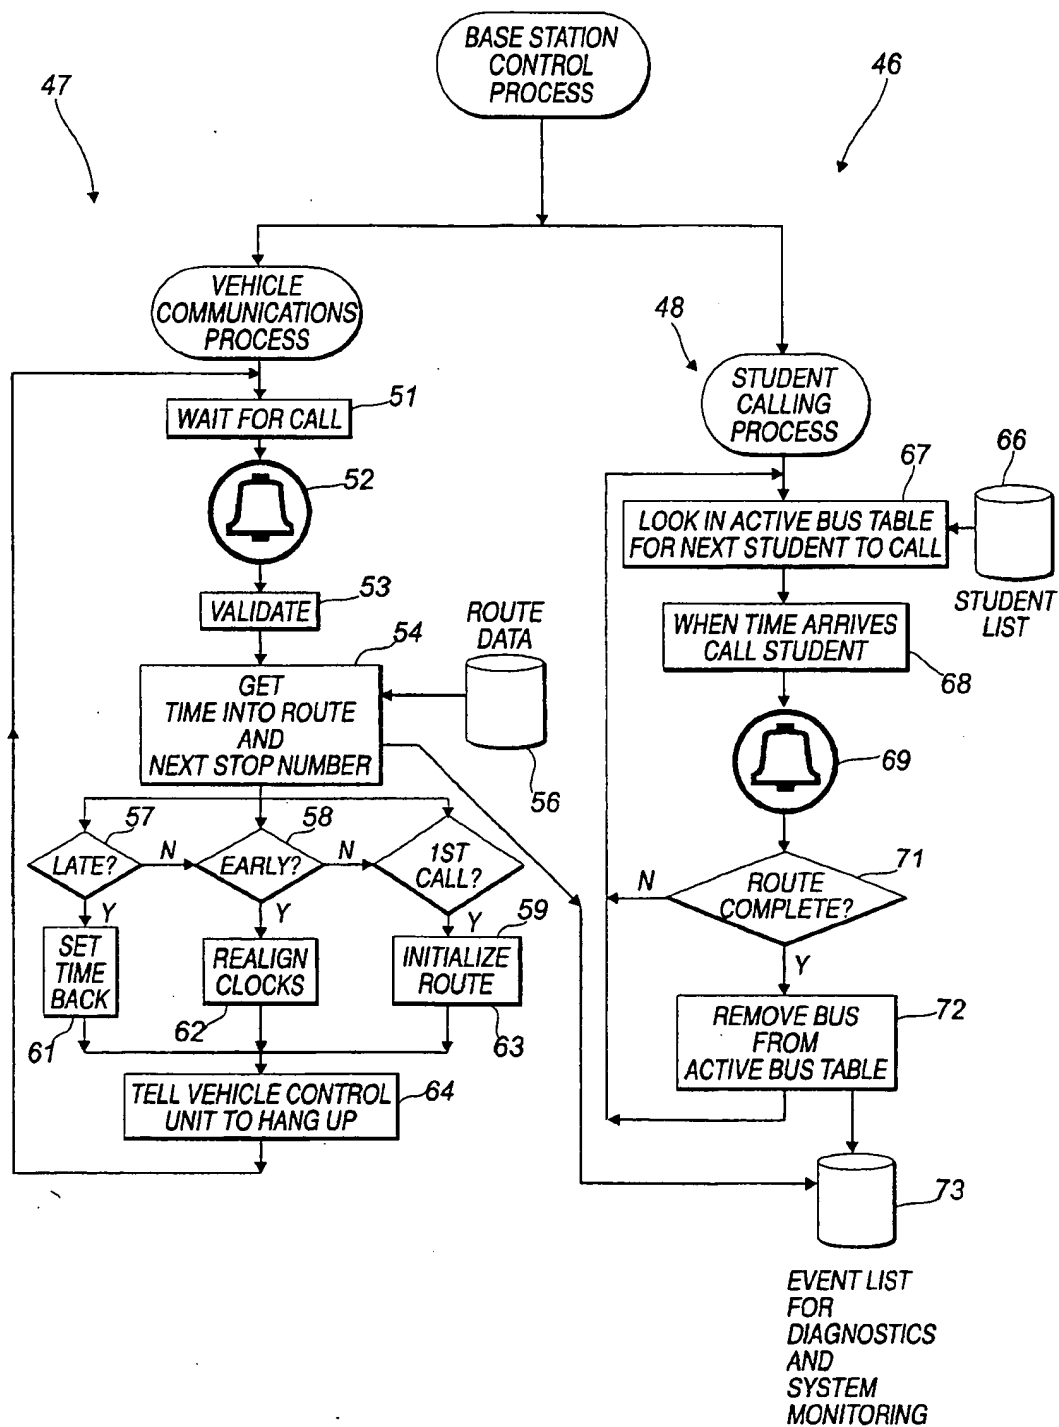 BASE STATION
CONTROL
PROCESS
47
46
VEHICLE
COMMUNICATIONS
PROCESS
48
STUDENT
CALLING
PROCESS
WAIT FOR CALL
51
52
VALIDATE
53
54
GET
TIME INTO ROUTE
AND
NEXT STOP NUMBER
ROUTE
DATA
56
LATE?
57
N
EARLY?
58
N
1ST
CALL?
Y
Y
Y
59
SET
TIME
BACK
61
REALIGN
CLOCKS
62
INITIALIZE
ROUTE
63
TELL VEHICLE CONTROL
UNIT TO HANG UP
64
67
66
LOOK IN ACTIVE BUS TABLE
FOR NEXT STUDENT TO CALL
STUDENT
LIST
WHEN TIME ARRIVES
CALL STUDENT
68
69
71
N
ROUTE
COMPLETE?
Y
REMOVE BUS
FROM
ACTIVE BUS TABLE
72
73
EVENT LIST
FOR
DIAGNOSTICS
AND
SYSTEM
MONITORING